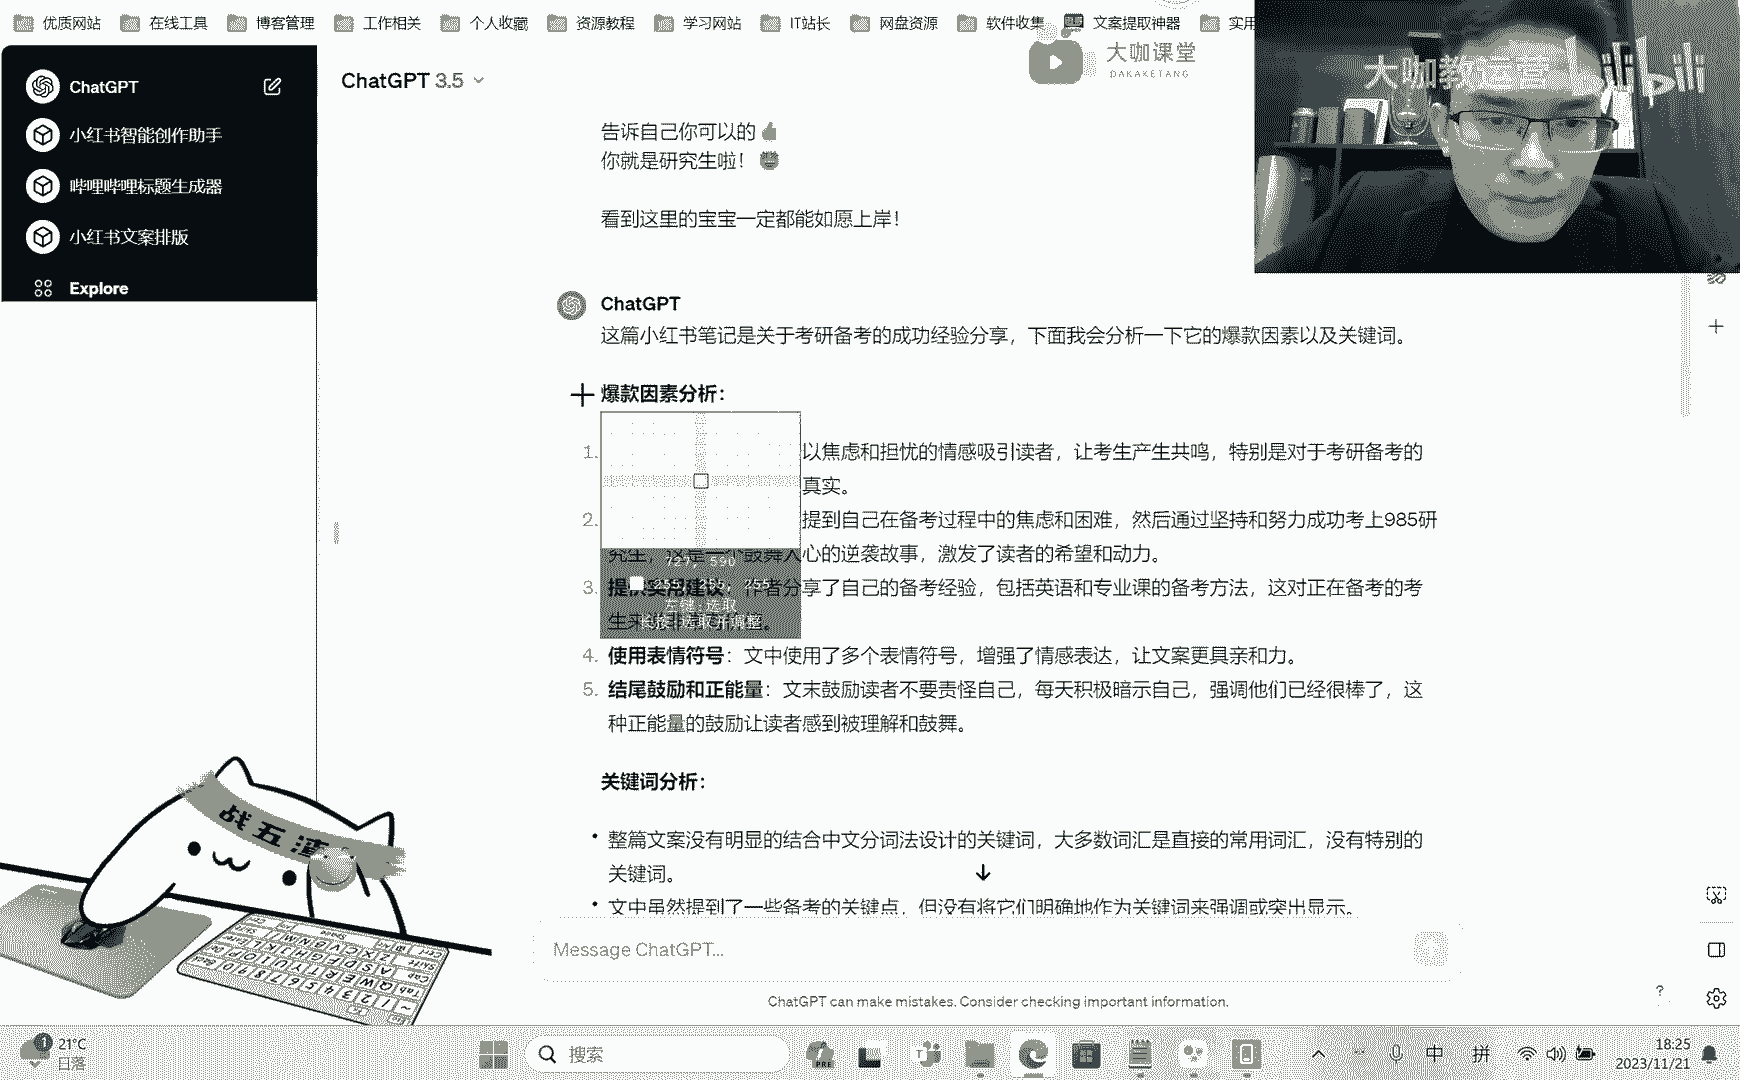 优质网站 在线工具 博客管理 工作相关 个人收藏 资源教程 学习网站 IT站长 网盘资源 软件收集 文案提取神器 实用
大咖课堂
DAKAKETANG
大咖教运营 bilibili
ChatGPT
小红书智能创作助手
哔哩哔哩标题生成器
小红书文案排版
Explore
ChatGPT 3.5
告诉自己你可以的
你就是研究生啦！
看到这里的宝宝一定都能如愿上岸！
ChatGPT
这篇小红书笔记是关于考研备考的成功经验分享，下面我会分析一下它的爆款因素以及关键词。
爆款因素分析：
1. 以焦虑和担忧的情感吸引读者，让考生产生共鸣，特别是对于考研备考的
真实。
2. 提到自己在备考过程中的焦虑和困难，然后通过坚持和努力成功考上985研
究生，这是一个鼓舞人心的逆袭故事，激发了读者的希望和动力。
727, 590
255, 255, 255
3. 提供实用建议：作者分享了自己的备考经验，包括英语和专业课的备考方法，这对正在备考的考
左键:选取
长按:选取并调整
4. 使用表情符号：文中使用了多个表情符号，增强了情感表达，让文案更具亲和力。
5. 结尾鼓励和正能量：文末鼓励读者不要责怪自己，每天积极暗示自己，强调他们已经很棒了，这
种正能量的鼓励让读者感到被理解和鼓舞。
关键词分析：
• 整篇文案没有明显的结合中文分词法设计的关键词，大多数词汇是直接的常用词汇，没有特别的
关键词。
• 文中虽然提到了一些备考的关键点，但没有将它们明确地作为关键词来强调或突出显示。
战五渣
Message ChatGPT...
ChatGPT can make mistakes. Consider checking important information.
?
1 21°C
日落
搜索
PRE
中 拼
18:25
2023/11/21